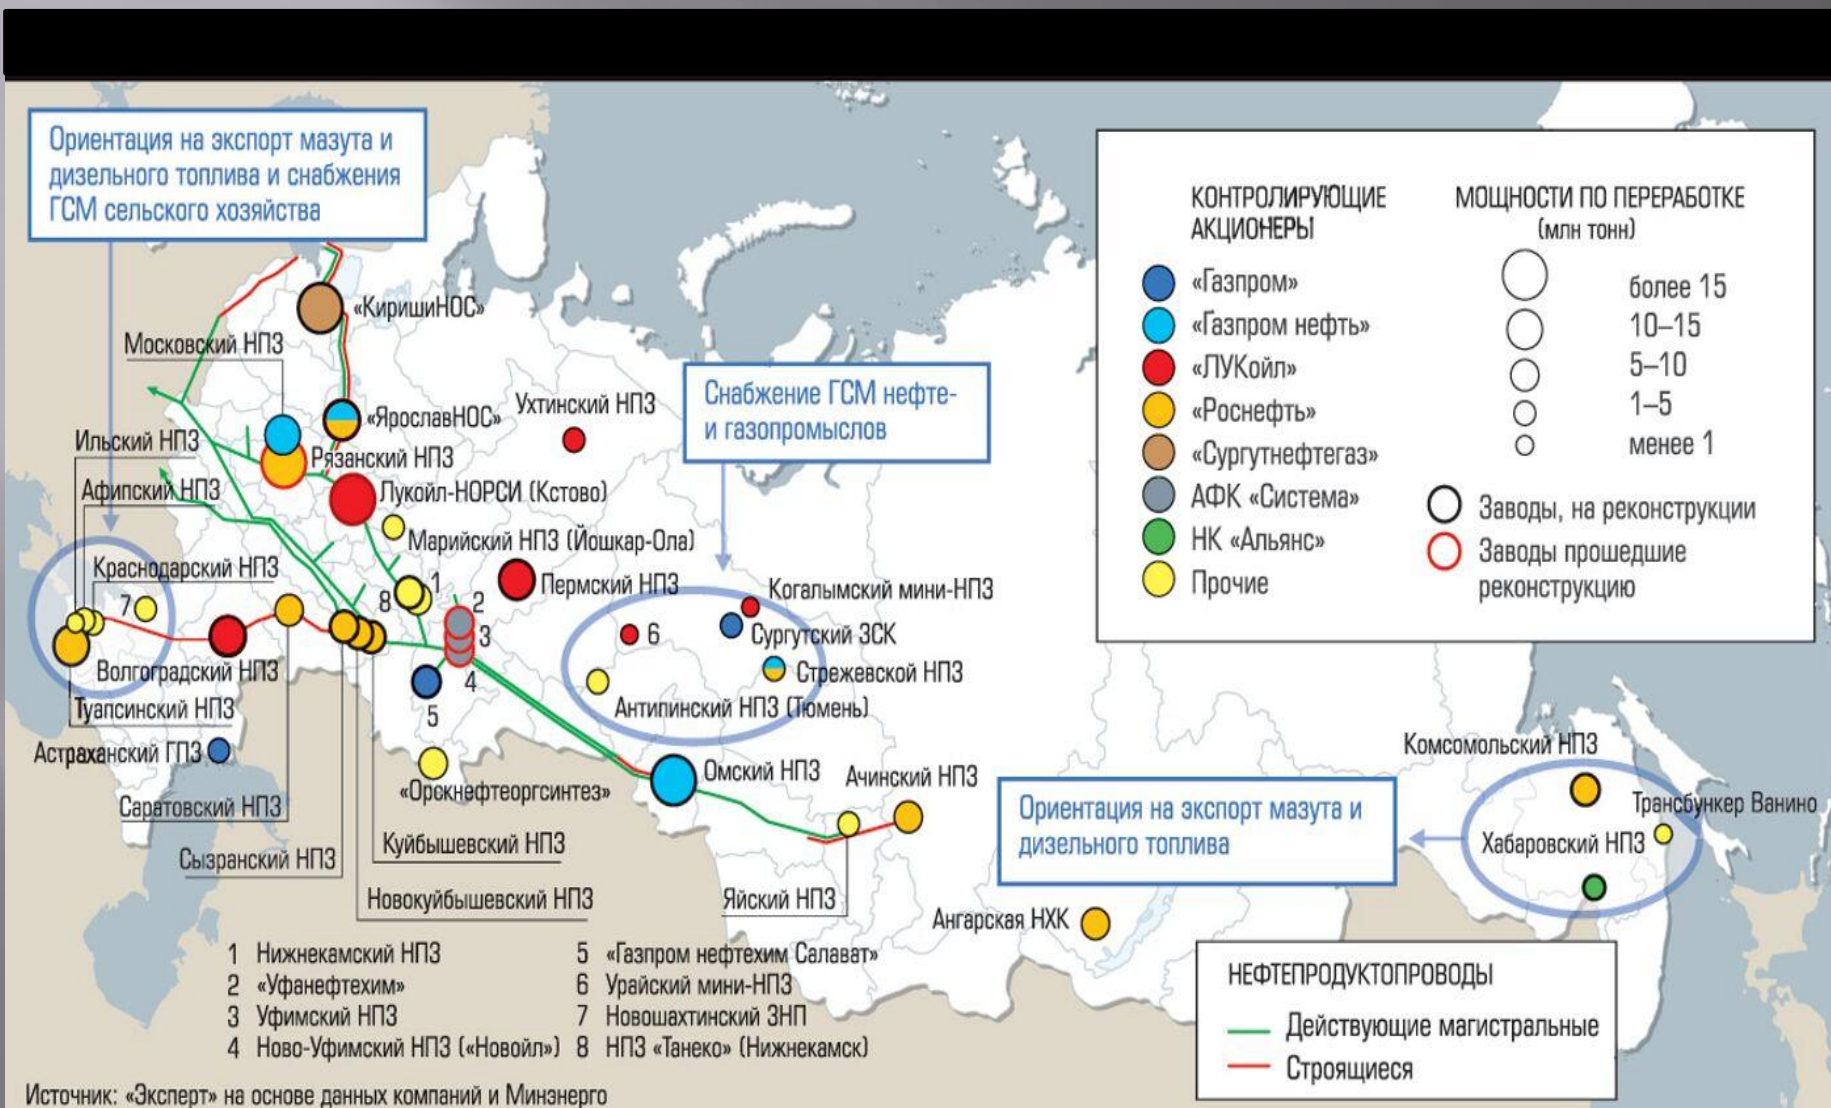 Ориентация на экспорт мазута и
дизельного топлива и снабжения
ГСМ сельского хозяйства
«КиришиНОС»
Московский НПЗ
«ЯрославНОС»
Ухтинский НПЗ
Ильский НПЗ
Рязанский НПЗ
Афипский НПЗ
Лукойл-НОРСИ (Кстово)
Марийский НПЗ (Йошкар-Ола)
Краснодарский НПЗ
Пермский НПЗ
7
8
1
2
3
4
5
6
Снабжение ГСМ нефте-
и газопромыслов
Когалымский мини-НПЗ
Сургутский ЗСК
Стрежевской НПЗ
Антипинский НПЗ (Тюмень)
Волгоградский НПЗ
Туапсинский НПЗ
Астраханский ГПЗ
Саратовский НПЗ
Сызранский НПЗ
«Орскнефтеоргсинтез»
Куйбышевский НПЗ
Новокуйбышевский НПЗ
Омский НПЗ
Ачинский НПЗ
Яйский НПЗ
Ангарская НХК
Ориентация на экспорт мазута и
дизельного топлива
Комсомольский НПЗ
Трансбункер Ванино
Хабаровский НПЗ
КОНТРОЛИРУЮЩИЕ
АКЦИОНЕРЫ
«Газпром»
«Газпром нефть»
«ЛУКойл»
«Роснефть»
«Сургутнефтегаз»
АФК «Система»
НК «Альянс»
Прочие
МОЩНОСТИ ПО ПЕРЕРАБОТКЕ
(млн тонн)
более 15
10–15
5–10
1–5
менее 1
Заводы, на реконструкции
Заводы прошедшие
реконструкцию
НЕФТЕПРОДУКТОПРОВОДЫ
Действующие магистральные
Строящиеся
1 Нижнекамский НПЗ
2 «Уфанефтехим»
3 Уфимский НПЗ
4 Ново-Уфимский НПЗ («Новойл»)
5 «Газпром нефтехим Салават»
6 Урайский мини-НПЗ
7 Новошахтинский ЗНП
8 НПЗ «Танеко» (Нижнекамск)
Источник: «Эксперт» на основе данных компаний и Минэнерго